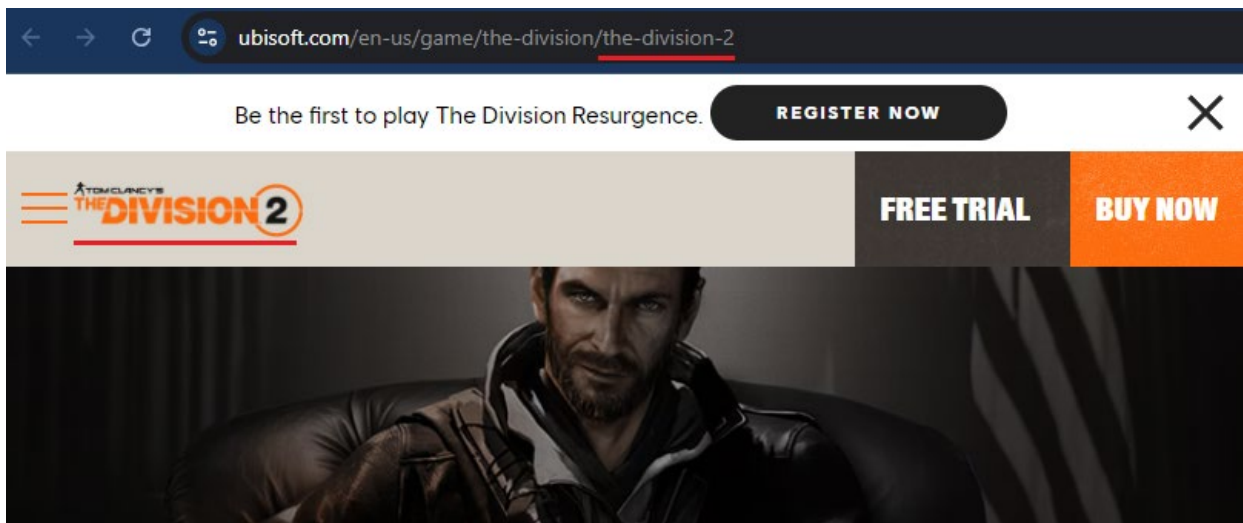 ubisoft.com/en-us/game/the-division/the-division-2
Be the first to play The Division Resurgence. REGISTER NOW
TOM CLANCY'S
THE DIVISION 2 FREE TRIAL BUY NOW